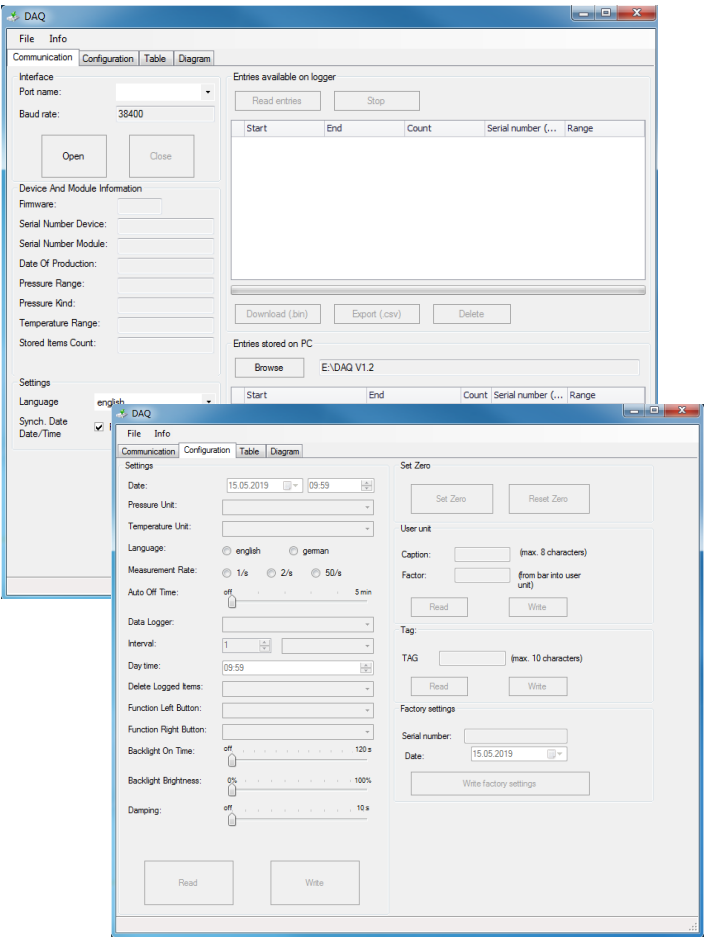 DAQ
File Info
Communication Configuration Table Diagram
Interface
Port name:
Baud rate: 38400
Open Close
Device And Module Information
Firmware:
Serial Number Device:
Serial Number Module:
Date Of Production:
Pressure Range:
Pressure Kind:
Temperature Range:
Stored Items Count:
Settings
Language english
Synch. Date
Date/Time
Entries available on logger
Read entries Stop
Start End Count Serial number (... Range
Download (.bin) Export (.csv) Delete
Entries stored on PC
Browse E:\DAQ V1.2
Start End Count Serial number (... Range
DAQ
File Info
Communication Configuration Table Diagram
Settings
Date: 15.05.2019 09:59
Pressure Unit:
Temperature Unit:
Language: english german
Measurement Rate: 1/s 2/s 50/s
Auto Off Time: off 5 min
Data Logger:
Interval: 1
Day time: 09:59
Delete Logged Items:
Function Left Button:
Function Right Button:
Backlight On Time: off 120 s
Backlight Brightness: 0% 100%
Damping: off 10 s
Read Write
Set Zero
Set Zero Reset Zero
User unit
Caption: (max. 8 characters)
Factor: (from bar into user
unit)
Read Write
Tag:
TAG (max. 10 characters)
Read Write
Factory settings
Serial number:
Date: 15.05.2019
Write factory settings